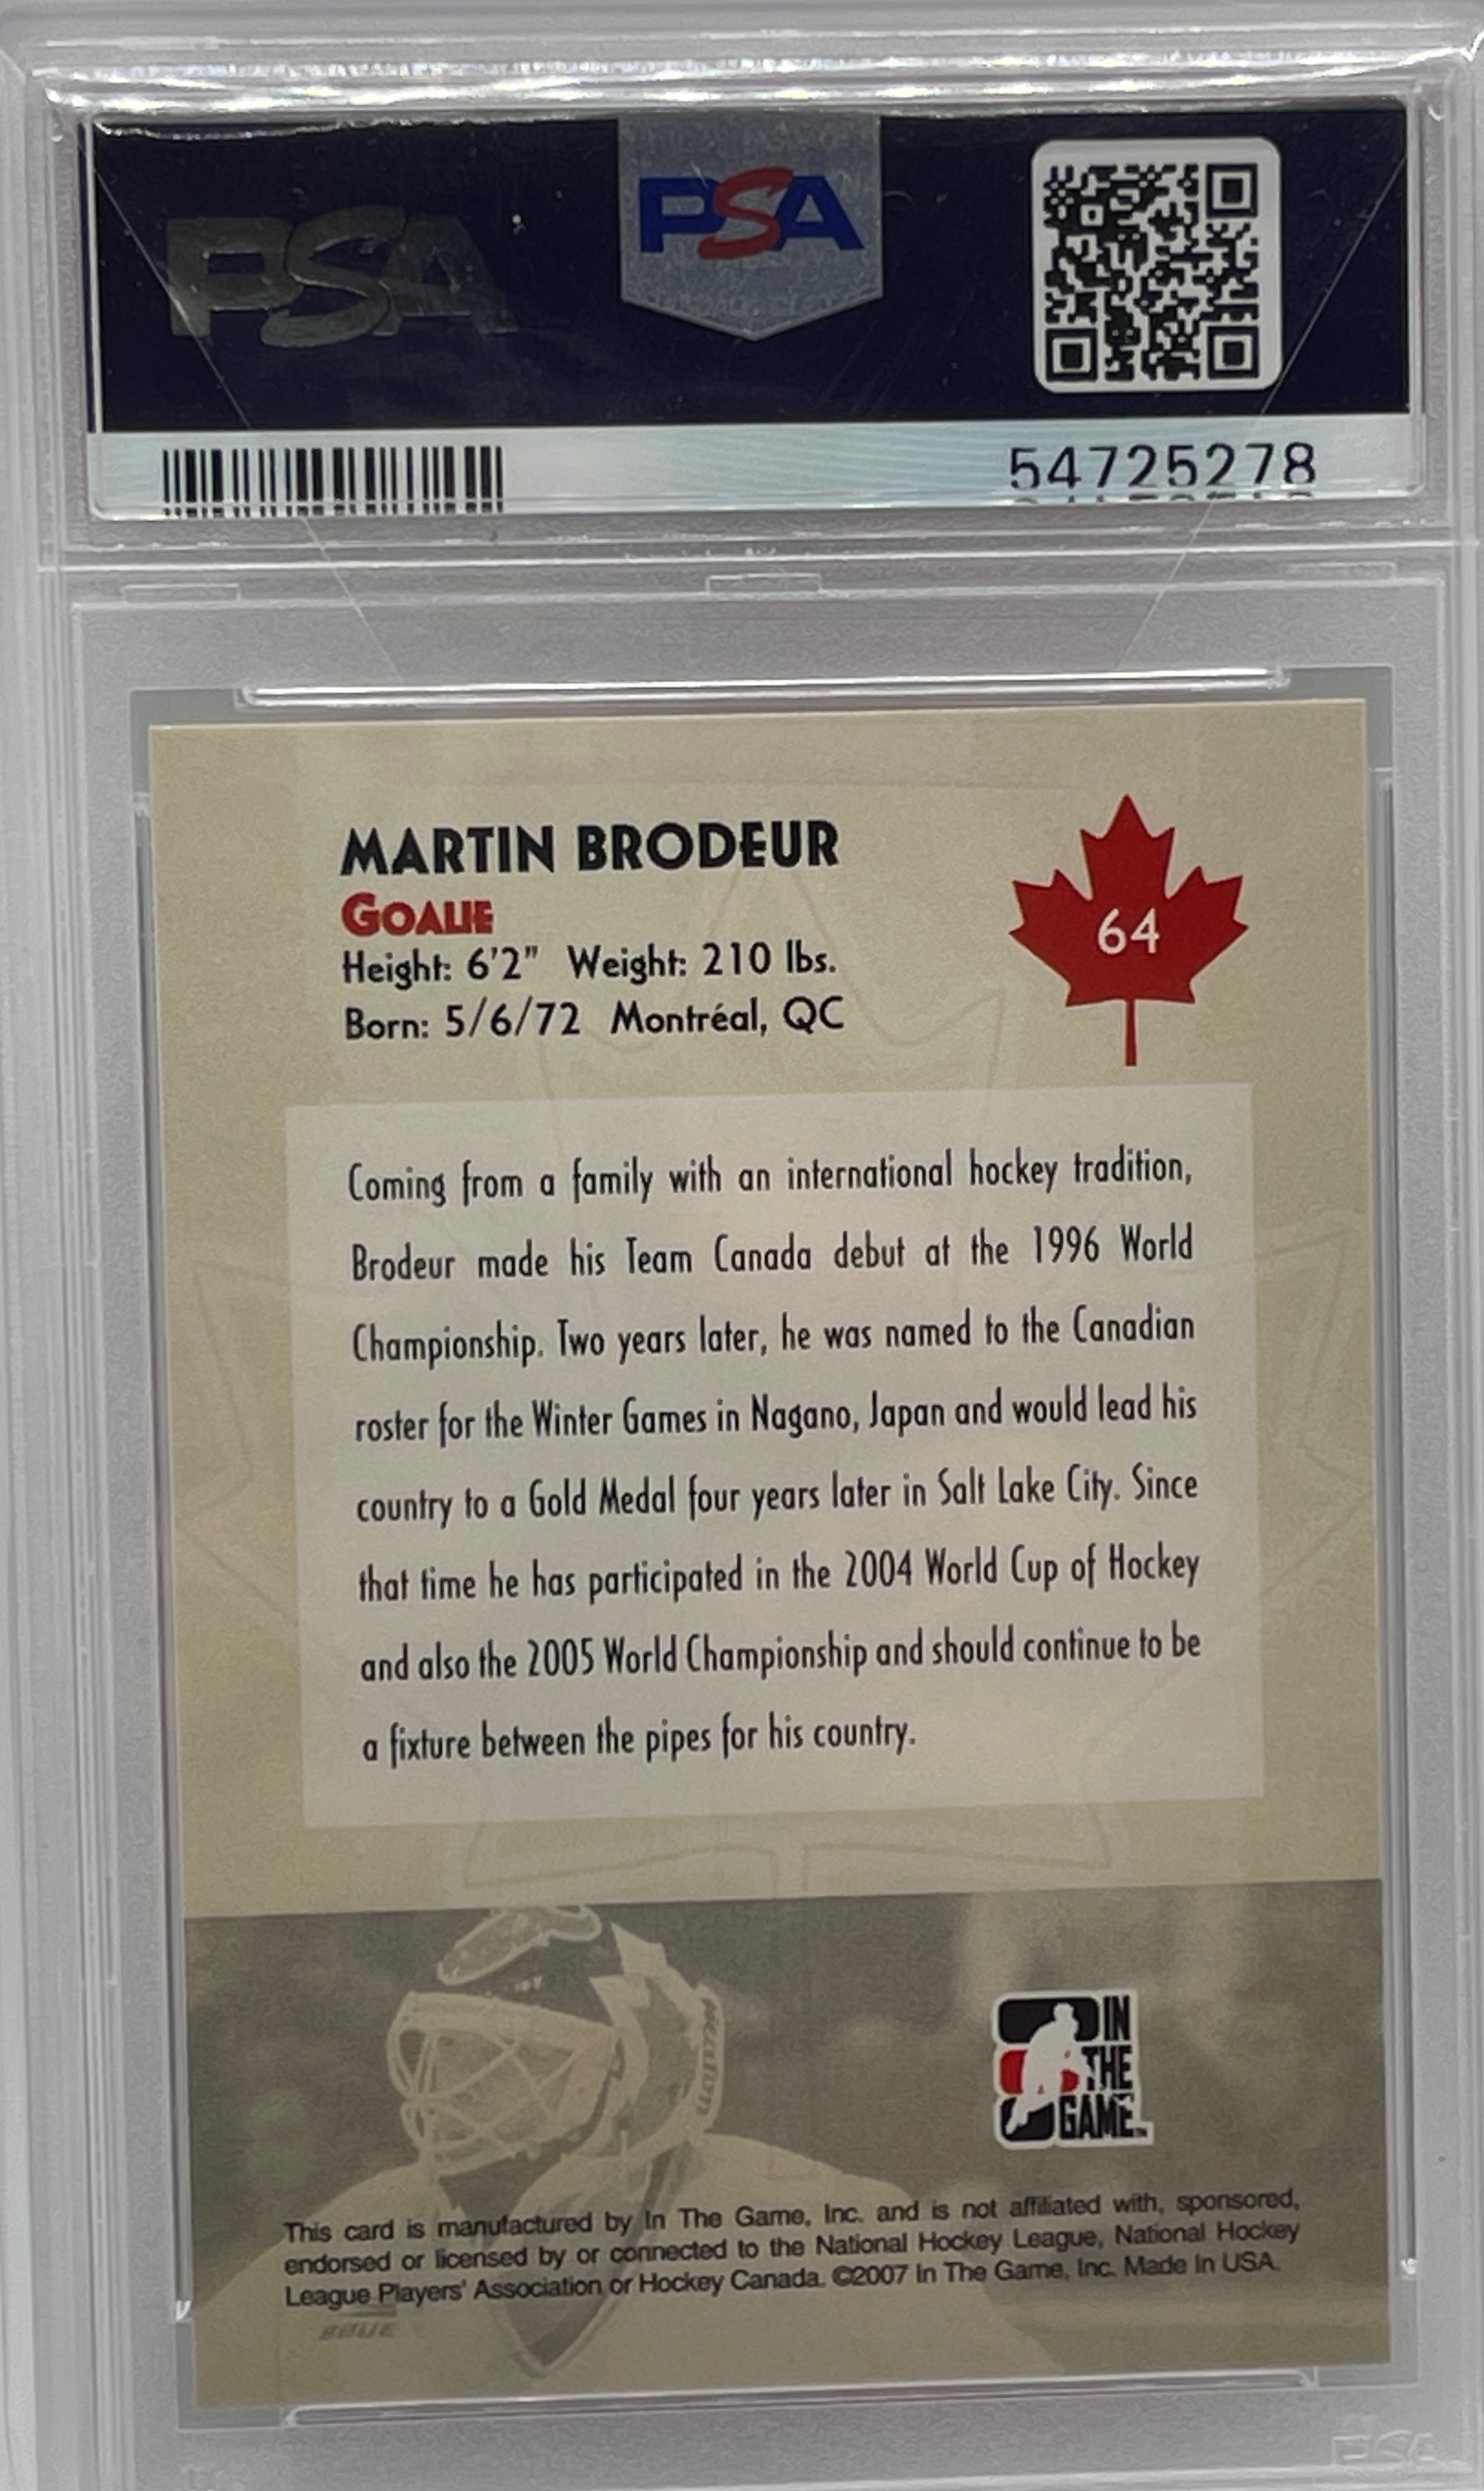 PSA
PSA
54725278
MARTIN BRODEUR
GOALIE
Height: 6'2" Weight: 210 lbs.
Born: 5/6/72 Montréal, QC
64
Coming from a family with an international hockey tradition,
Brodeur made his Team Canada debut at the 1996 World
Championship. Two years later, he was named to the Canadian
roster for the Winter Games in Nagano, Japan and would lead his
country to a Gold Medal four years later in Salt Lake City. Since
that time he has participated in the 2004 World Cup of Hockey
and also the 2005 World Championship and should continue to be
a fixture between the pipes for his country.
IN
THE
GAME™
This card is manufactured by In The Game, Inc. and is not affiliated with, sponsored,
endorsed or licensed by or connected to the National Hockey League, National Hockey
League Players' Association or Hockey Canada. ©2007 In The Game, Inc. Made in USA.
PSA